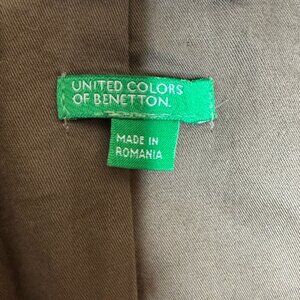 UNITED COLORS
OF BENETTON.
MADE IN
ROMANIA